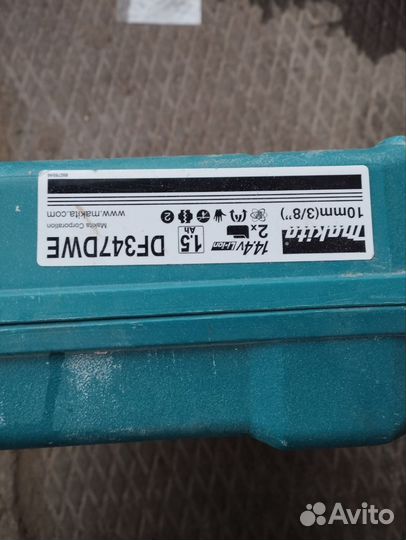 makita
10mm(3/8")
14.4V Li-ion
2x
1.5
Ah
2
www.makita.com
DF347DWE
Makita Corporation
Avito